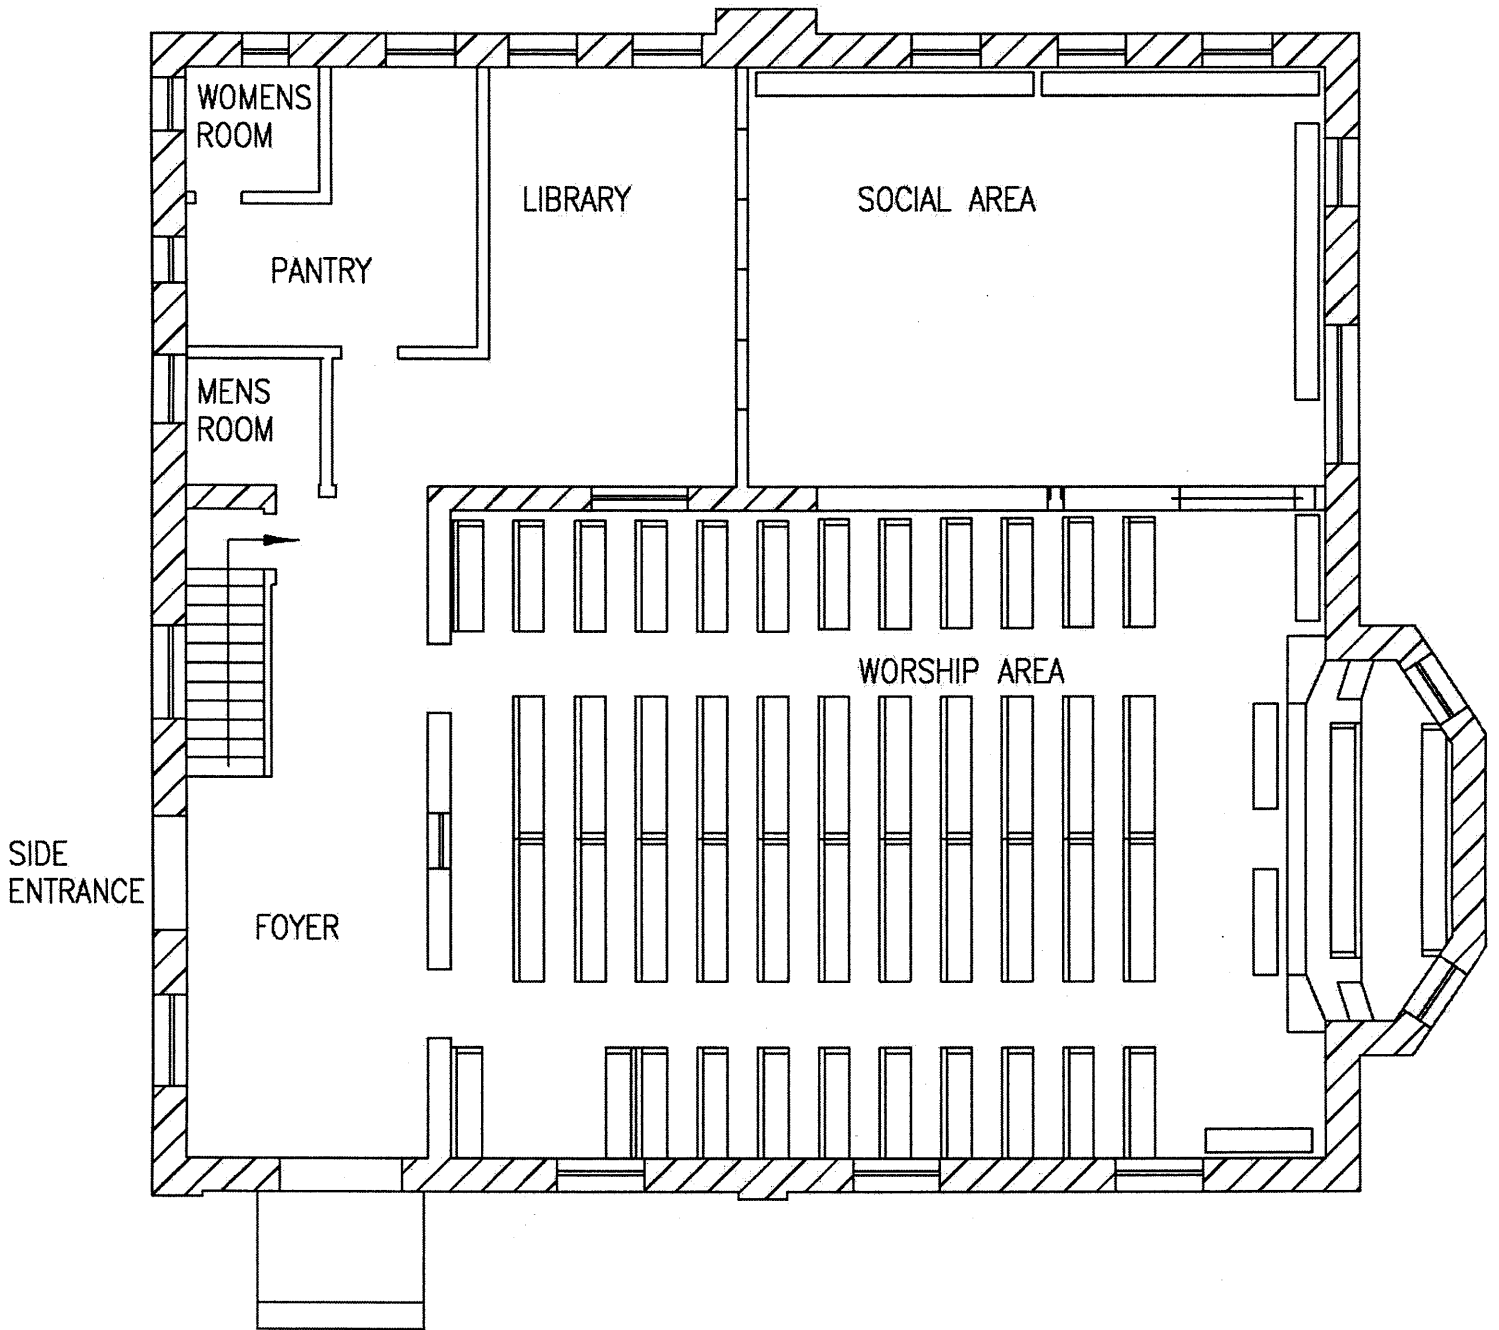 WOMENS
ROOM
LIBRARY
SOCIAL AREA
PANTRY
MENS
ROOM
WORSHIP AREA
SIDE
ENTRANCE
FOYER